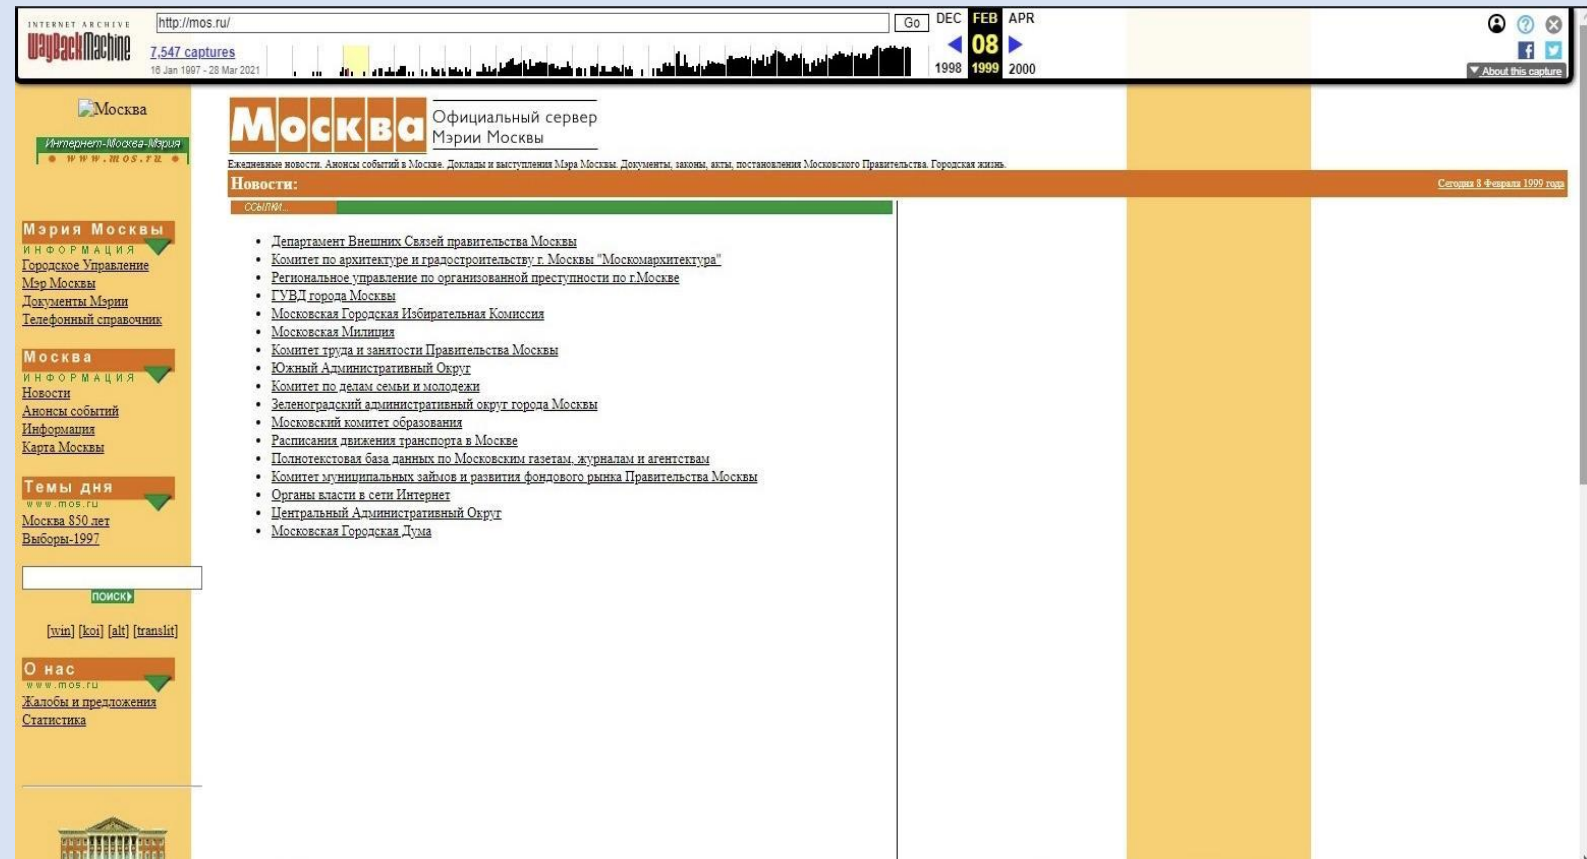 INTERNET ARCHIVE
WayBackMachine
http://mos.ru/
Go
DEC FEB APR
08
1998 1999 2000
7,547 captures
16 Jan 1997 - 28 Mar 2021
About this capture
Москва
Интернет-Москва-Мэрия
www.mos.ru
Москва
Официальный сервер
Мэрии Москвы
Ежедневные новости. Анонсы событий в Москве. Доклады и выступления Мэра Москвы. Документы, законы, акты, постановления Московского Правительства. Городская жизнь.
Новости:
Сегодня 8 Февраля 1999 года
ссылки...
Мэрия Москвы
ИНФОРМАЦИЯ
Городское Управление
Мэр Москвы
Документы Мэрии
Телефонный справочник
Москва
ИНФОРМАЦИЯ
Новости
Анонсы событий
Информация
Карта Москвы
Темы дня
www.mos.ru
Москва 850 лет
Выборы-1997
ПОИСК
[win] [koi] [alt] [translit]
О нас
www.mos.ru
Жалобы и предложения
Статистика
Департамент Внешних Связей правительства Москвы
Комитет по архитектуре и градостроительству г. Москвы "Москомархитектура"
Региональное управление по организованной преступности по г.Москве
ГУВД города Москвы
Московская Городская Избирательная Комиссия
Московская Милиция
Комитет труда и занятости Правительства Москвы
Южный Административный Округ
Комитет по делам семьи и молодежи
Зеленоградский административный округ города Москвы
Московский комитет образования
Расписания движения транспорта в Москве
Полнотекстовая база данных по Московским газетам, журналам и агентствам
Комитет муниципальных займов и развития фондового рынка Правительства Москвы
Органы власти в сети Интернет
Центральный Административный Округ
Московская Городская Дума